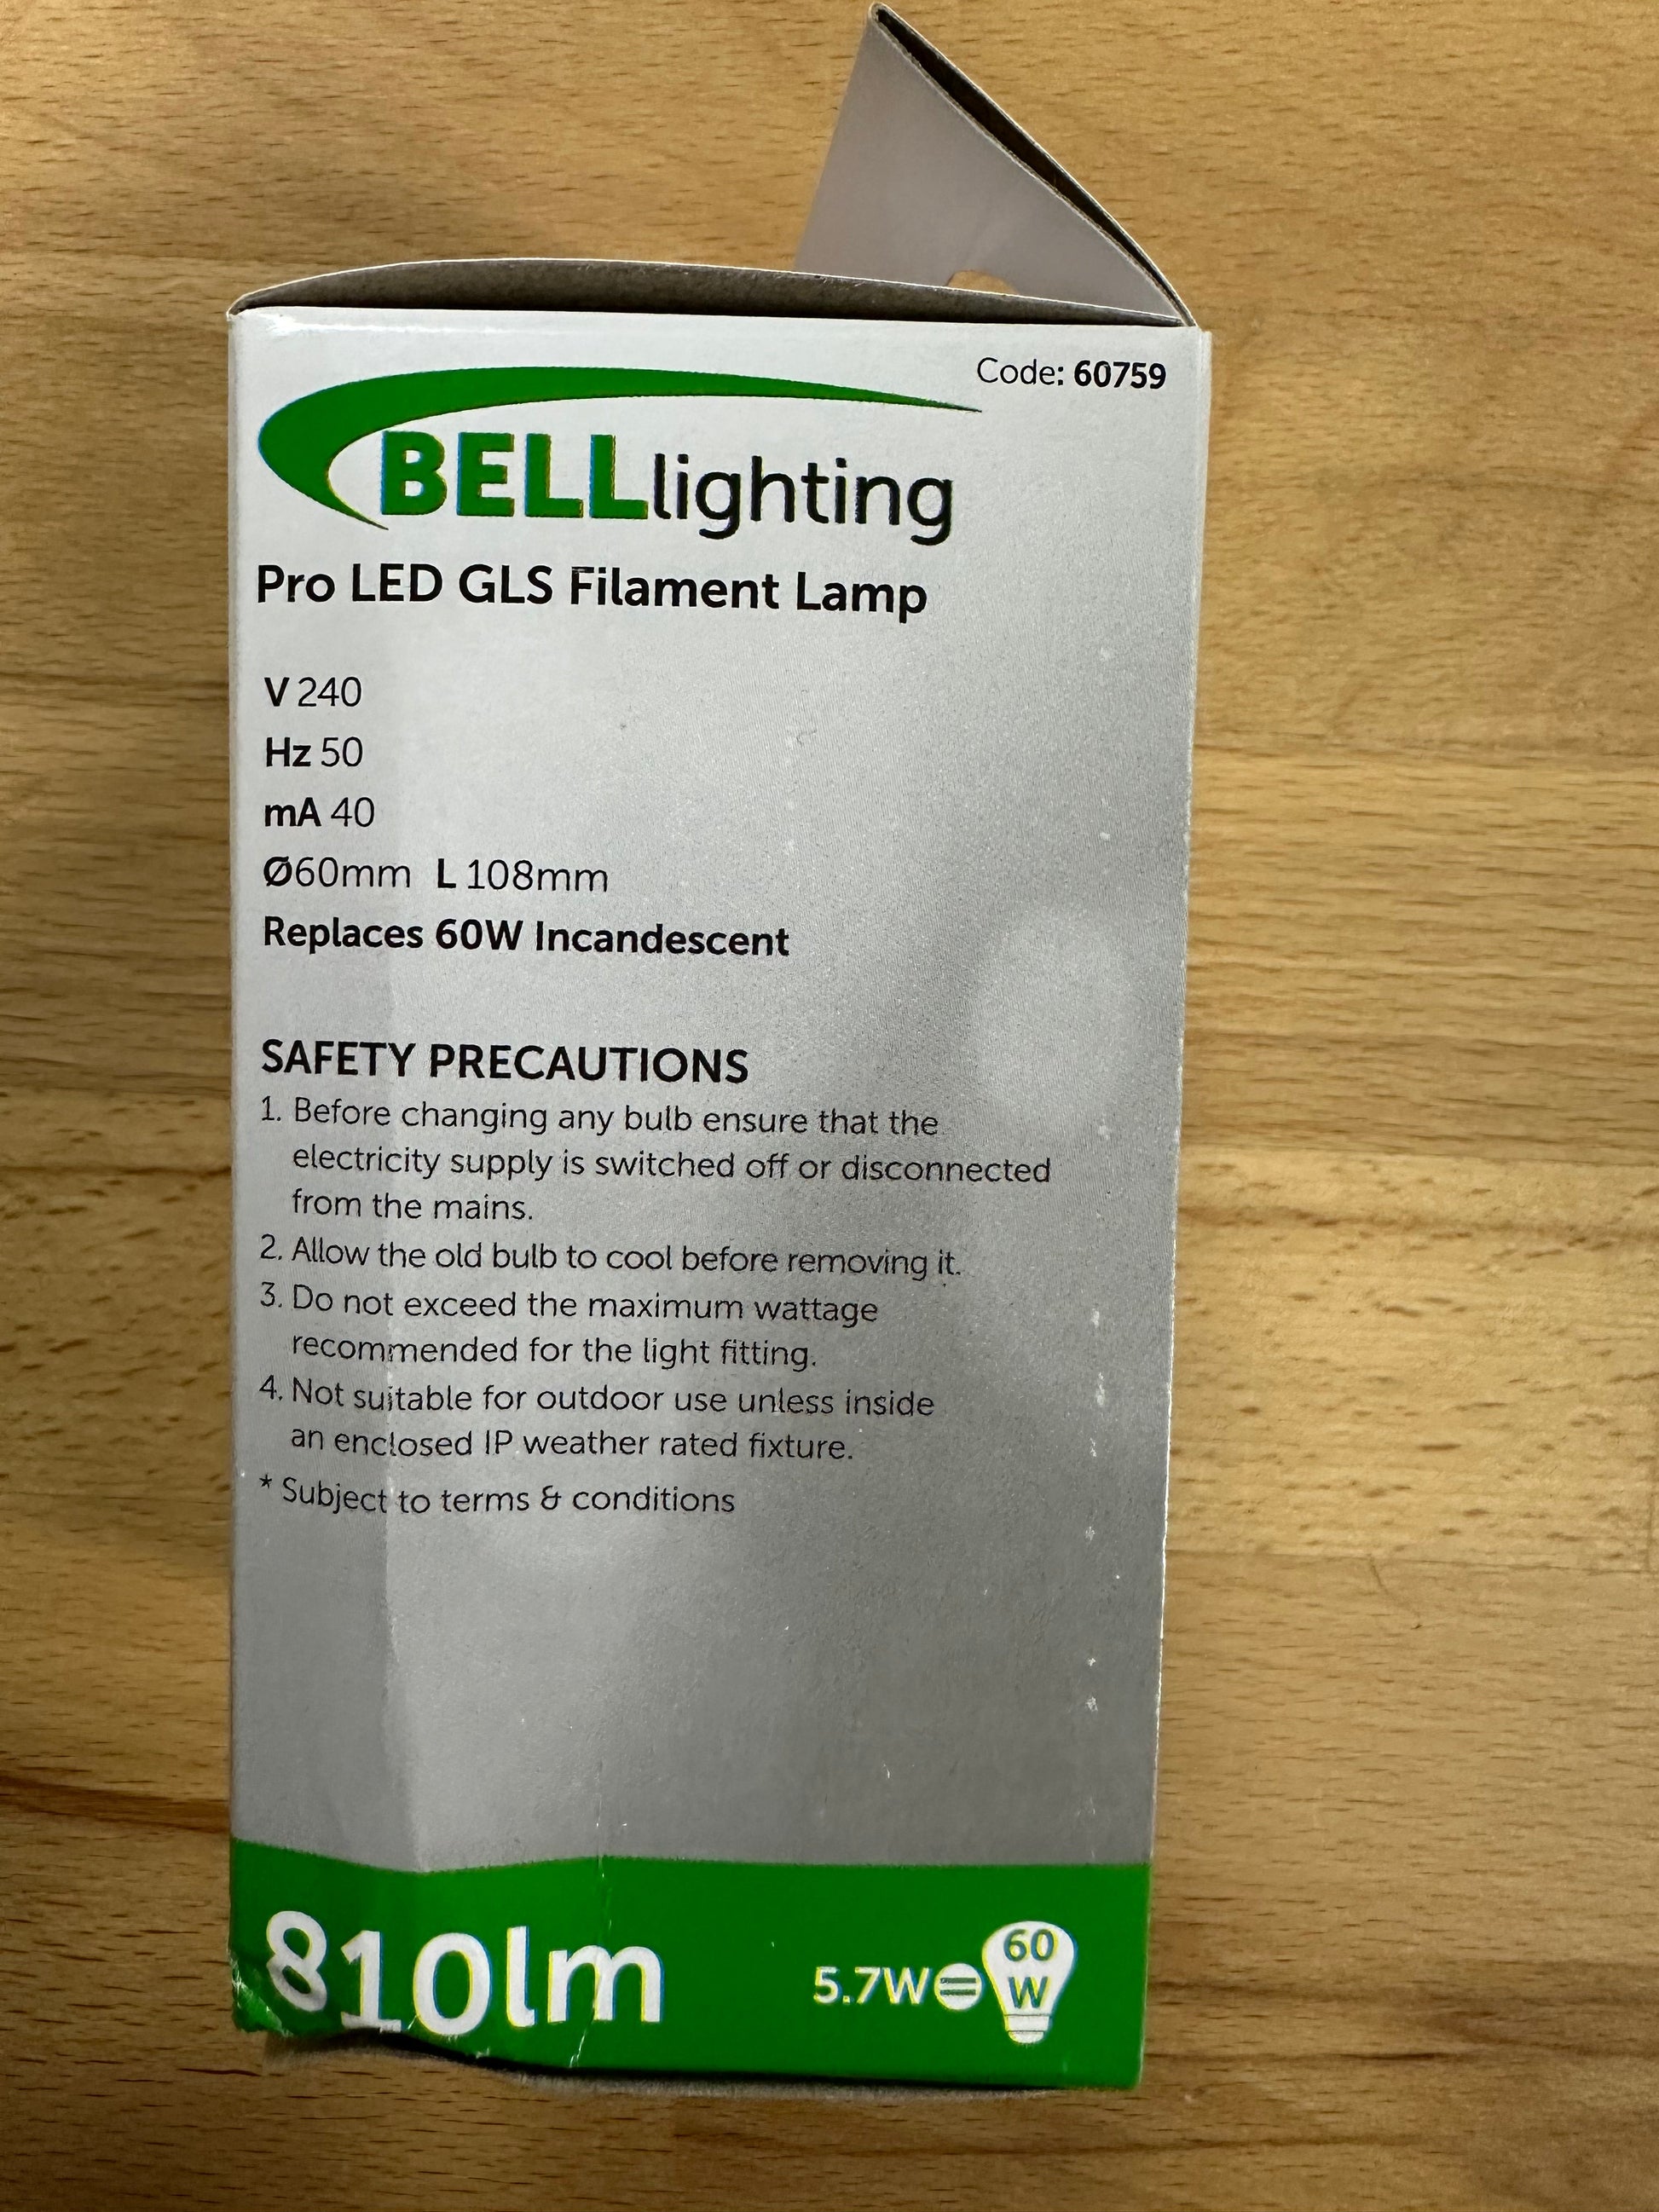 Code: 60759
BELLlighting
Pro LED GLS Filament Lamp
V 240
Hz 50
mA 40
Ø60mm L 108mm
Replaces 60W Incandescent
SAFETY PRECAUTIONS
1. Before changing any bulb ensure that the
electricity supply is switched off or disconnected
from the mains.
2. Allow the old bulb to cool before removing it.
3. Do not exceed the maximum wattage
recommended for the light fitting.
4. Not suitable for outdoor use unless inside
an enclosed IP weather rated fixture.
* Subject to terms & conditions
810lm
5.7W = 60
W